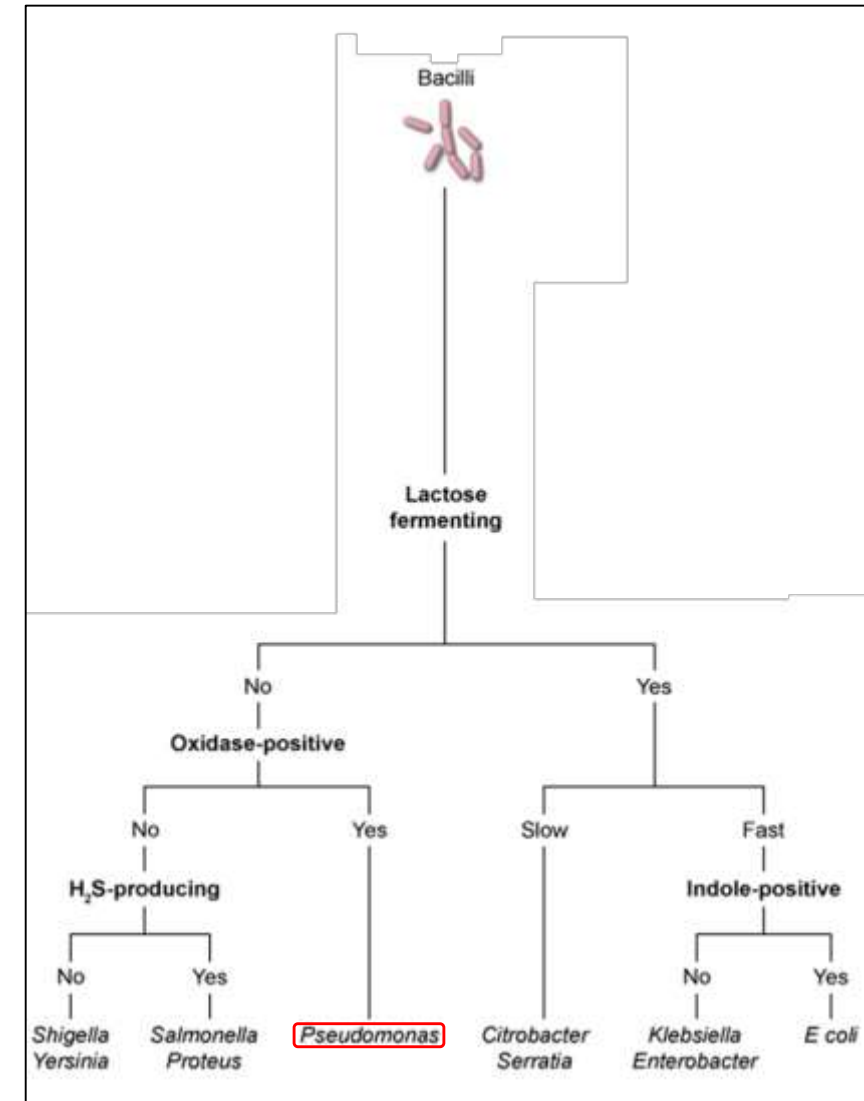 Bacilli
Lactose
fermenting
No
Yes
Oxidase-positive
No
Yes
Slow
Fast
H₂S-producing
Indole-positive
No
Yes
No
Yes
Shigella
Yersinia
Salmonella
Proteus
Pseudomonas
Citrobacter
Serratia
Klebsiella
Enterobacter
E coli